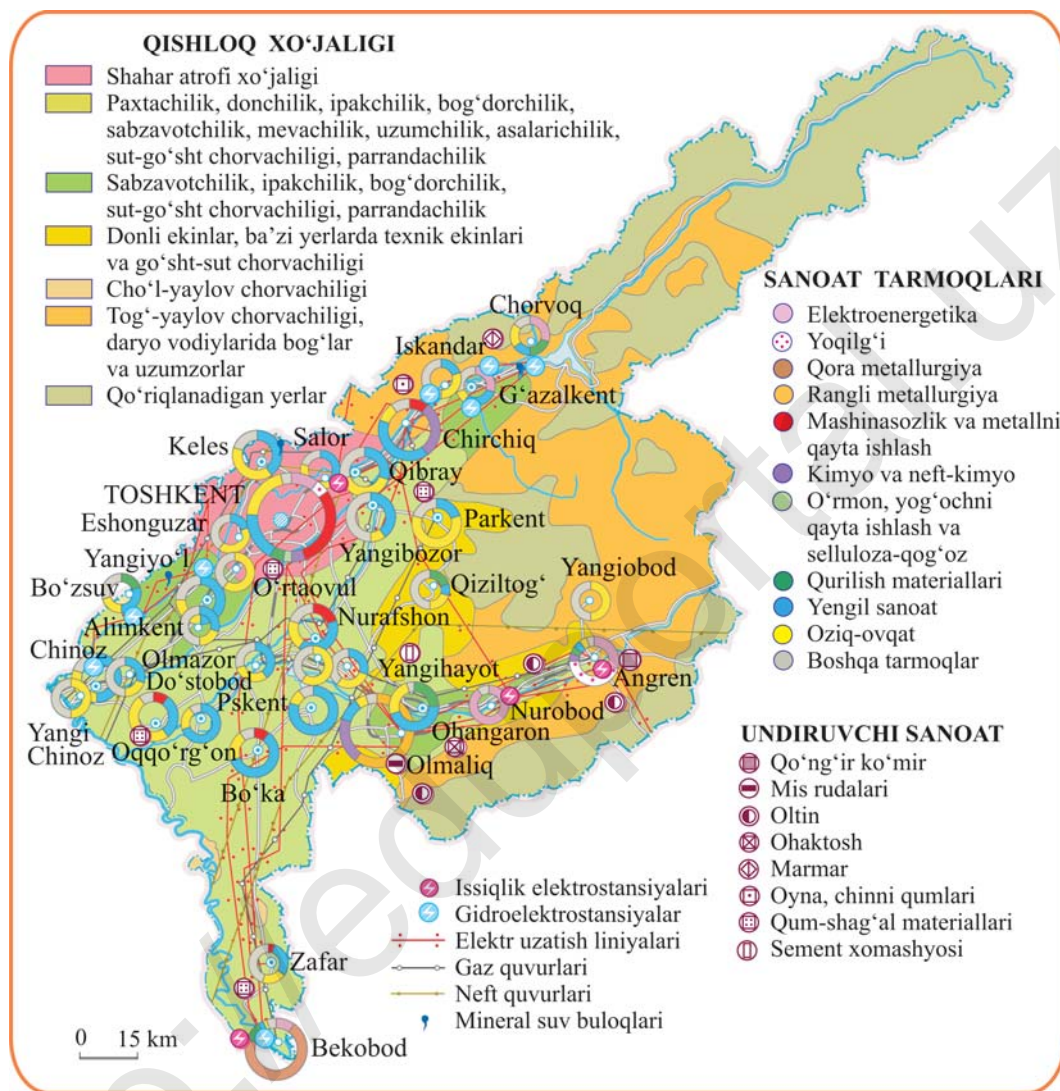 QISHLOQ XO‘JALIGI
Shahar atrofi xo‘jaligi
Paxtachilik, donchilik, ipakchilik, bog‘dorchilik,
sabzavotchilik, mevachilik, uzumchilik, asalarichilik,
sut-go‘sht chorvachiligi, parrandachilik
Sabzavotchilik, ipakchilik, bog‘dorchilik,
sut-go‘sht chorvachiligi, parrandachilik
Donli ekinlar, ba’zi yerlarda texnik ekinlari
va go‘sht-sut chorvachiligi
Cho‘l-yaylov chorvachiligi
Tog‘-yaylov chorvachiligi,
daryo vodiylarida bog‘lar
va uzumzorlar
Qo‘riqlanadigan yerlar
SANOAT TARMOQLARI
Elektroenergetika
Yoqilg‘i
Qora metallurgiya
Rangli metallurgiya
Mashinasozlik va metallni
qayta ishlash
Kimyo va neft-kimyo
O‘rmon, yog‘ochni
qayta ishlash va
selluloza-qog‘oz
Qurilish materiallari
Yengil sanoat
Oziq-ovqat
Boshqa tarmoqlar
UNDIRUVCHI SANOAT
Qo‘ng‘ir ko‘mir
Mis rudalari
Oltin
Ohaktosh
Marmar
Oyna, chinni qumlari
Qum-shag‘al materiallari
Sement xomashyosi
Chorvoq
Iskandar
G‘azalkent
Chirchiq
Salor
Keles
Qibray
TOSHKENT
Eshonguzar
Parkent
Yangibozor
Yangiyo‘l
O‘rtaovul
Bo‘zsuv
Qiziltog‘
Yangiobod
Nurafshon
Alimkent
Chinoz
Olmazor
Do‘stobod
Yangihayot
Angren
Pskent
Nurobod
Ohangaron
Yangi
Chinoz
Oqqo‘rg‘on
Olmaliq
Bo‘ka
Zafar
Bekobod
Issiqlik elektrostansiyalari
Gidroelektrostansiyalar
Elektr uzatish liniyalari
Gaz quvurlari
Neft quvurlari
Mineral suv buloqlari
0 15 km